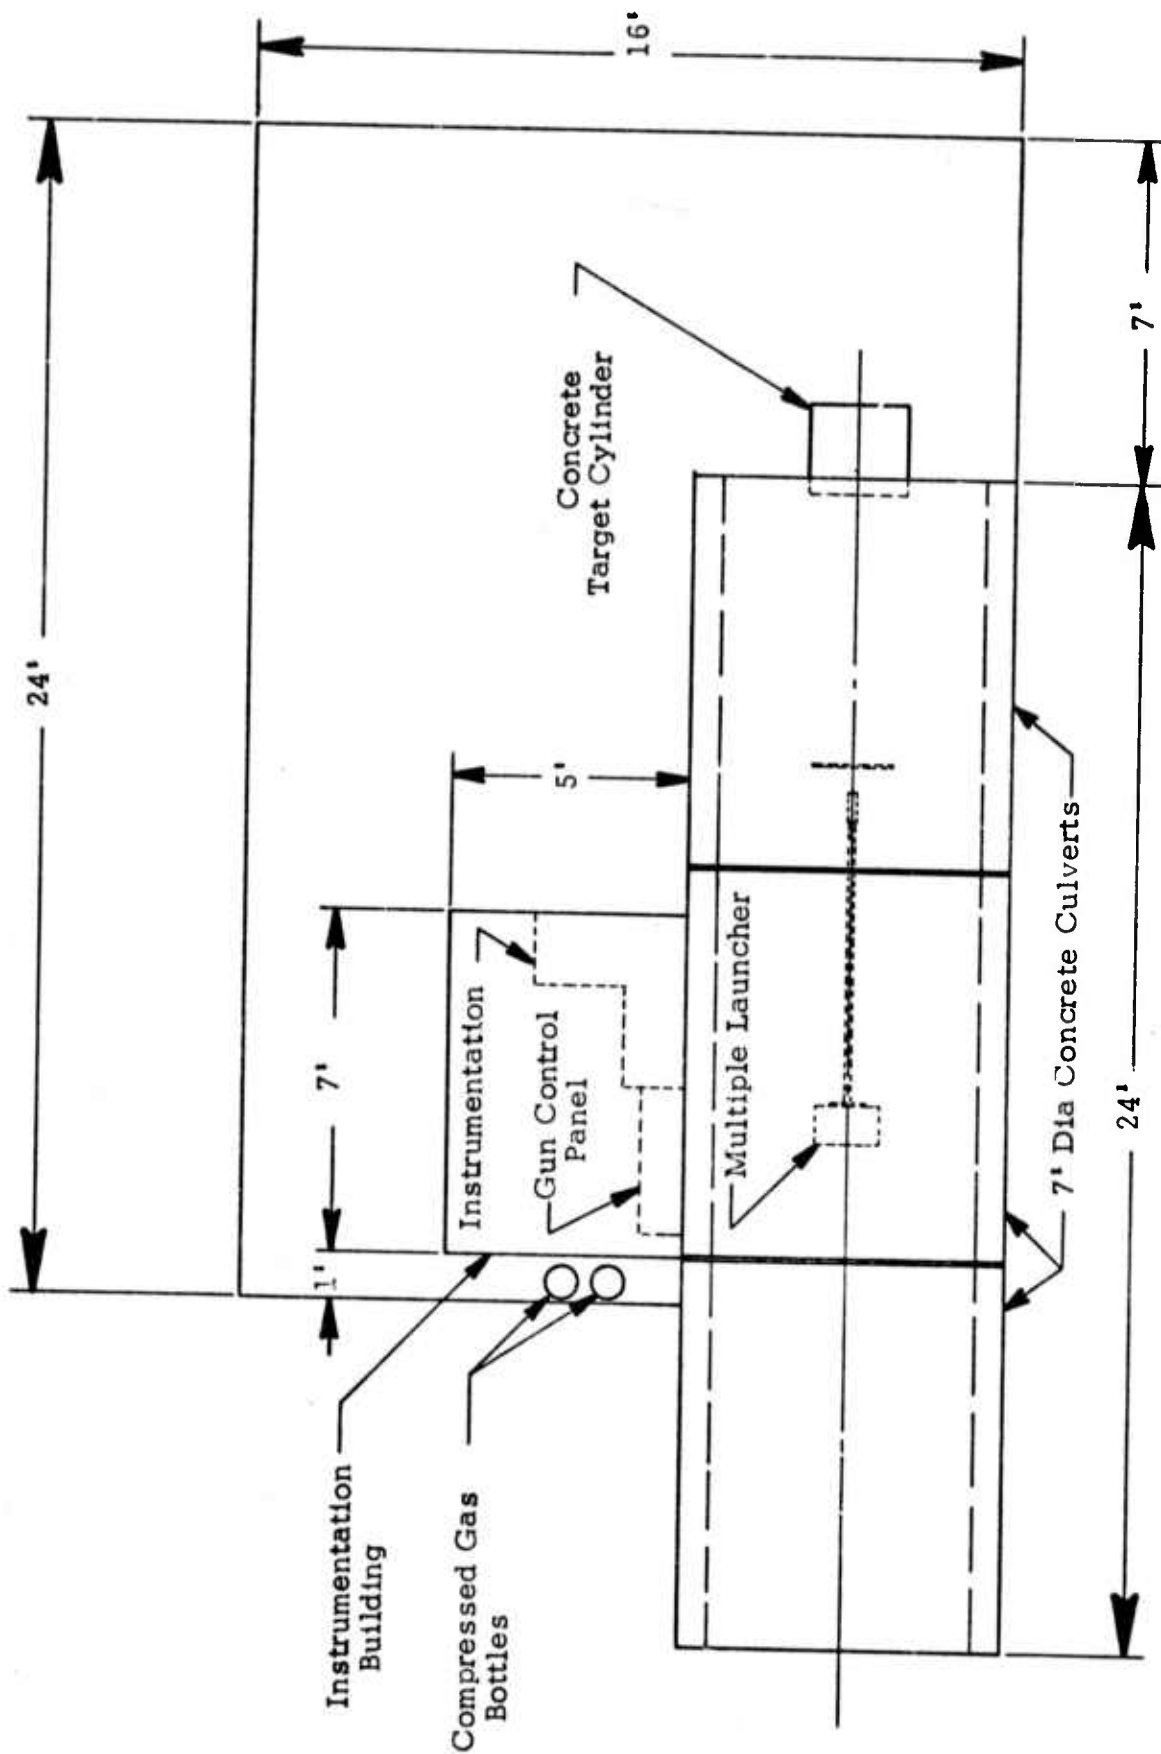 24'
16'
5'
7'
1'
Instrumentation
Building
Compressed Gas
Bottles
Instrumentation
Gun Control
Panel
Multiple Launcher
Concrete
Target Cylinder
7' Dia Concrete Culverts
7'
24'